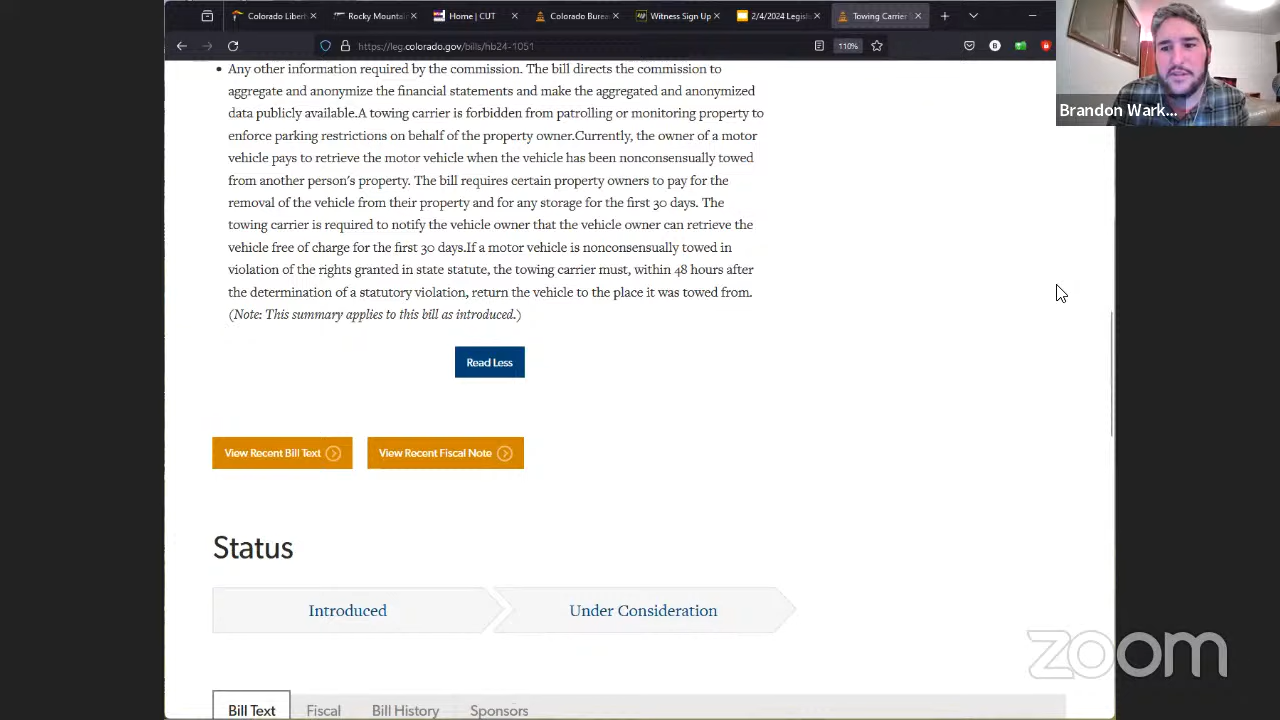 Colorado Libert
Rocky Mountain
Home | CUT
Colorado Burea
Witness Sign Up
2/4/2024 Legisl
Towing Carrier
https://leg.colorado.gov/bills/hb24-1051
110%
Brandon Wark...
Any other information required by the commission. The bill directs the commission to
aggregate and anonymize the financial statements and make the aggregated and anonymized
data publicly available.A towing carrier is forbidden from patrolling or monitoring property to
enforce parking restrictions on behalf of the property owner.Currently, the owner of a motor
vehicle pays to retrieve the motor vehicle when the vehicle has been nonconsensually towed
from another person's property. The bill requires certain property owners to pay for the
removal of the vehicle from their property and for any storage for the first 30 days. The
towing carrier is required to notify the vehicle owner that the vehicle owner can retrieve the
vehicle free of charge for the first 30 days.If a motor vehicle is nonconsensually towed in
violation of the rights granted in state statute, the towing carrier must, within 48 hours after
the determination of a statutory violation, return the vehicle to the place it was towed from.
(Note: This summary applies to this bill as introduced.)
Read Less
View Recent Bill Text
View Recent Fiscal Note
Status
Introduced
Under Consideration
zoom
Bill Text
Fiscal
Bill History
Sponsors